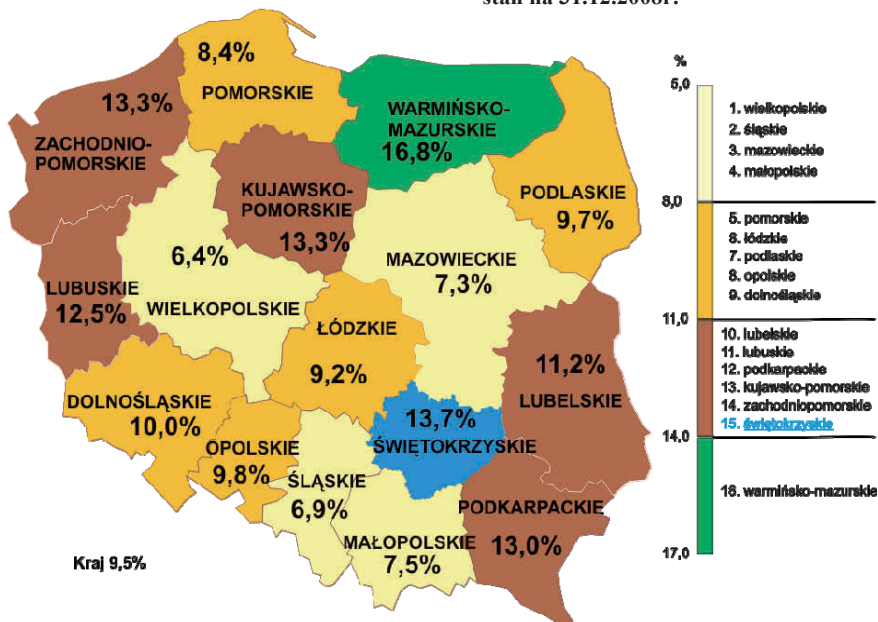 stan na 31.12.2008r.
8,4%
POMORSKIE
13,3%
ZACHODNIO-
POMORSKIE
WARMIŃSKO-
MAZURSKIE
16,8%
KUJAWSKO-
POMORSKIE
13,3%
PODLASKIE
9,7%
6,4%
WIELKOPOLSKIE
MAZOWIECKIE
7,3%
LUBUSKIE
12,5%
ŁÓDZKIE
9,2%
11,2%
LUBELSKIE
DOLNOŚLĄSKIE
10,0%
OPOLSKIE
9,8%
13,7%
ŚWIĘTOKRZYSKIE
ŚLĄSKIE
6,9%
MAŁOPOLSKIE
7,5%
PODKARPACKIE
13,0%
Kraj 9,5%
%
5,0
1. wielkopolskie
2. śląskie
3. mazowieckie
4. małopolskie
8,0
5. pomorskie
6. łódzkie
7. podlaskie
8. opolskie
9. dolnośląskie
11,0
10. lubelskie
11. lubuskie
12. podkarpackie
13. kujawsko-pomorskie
14. zachodniopomorskie
15. świętokrzyskie
14,0
16. warmińsko-mazurskie
17,0